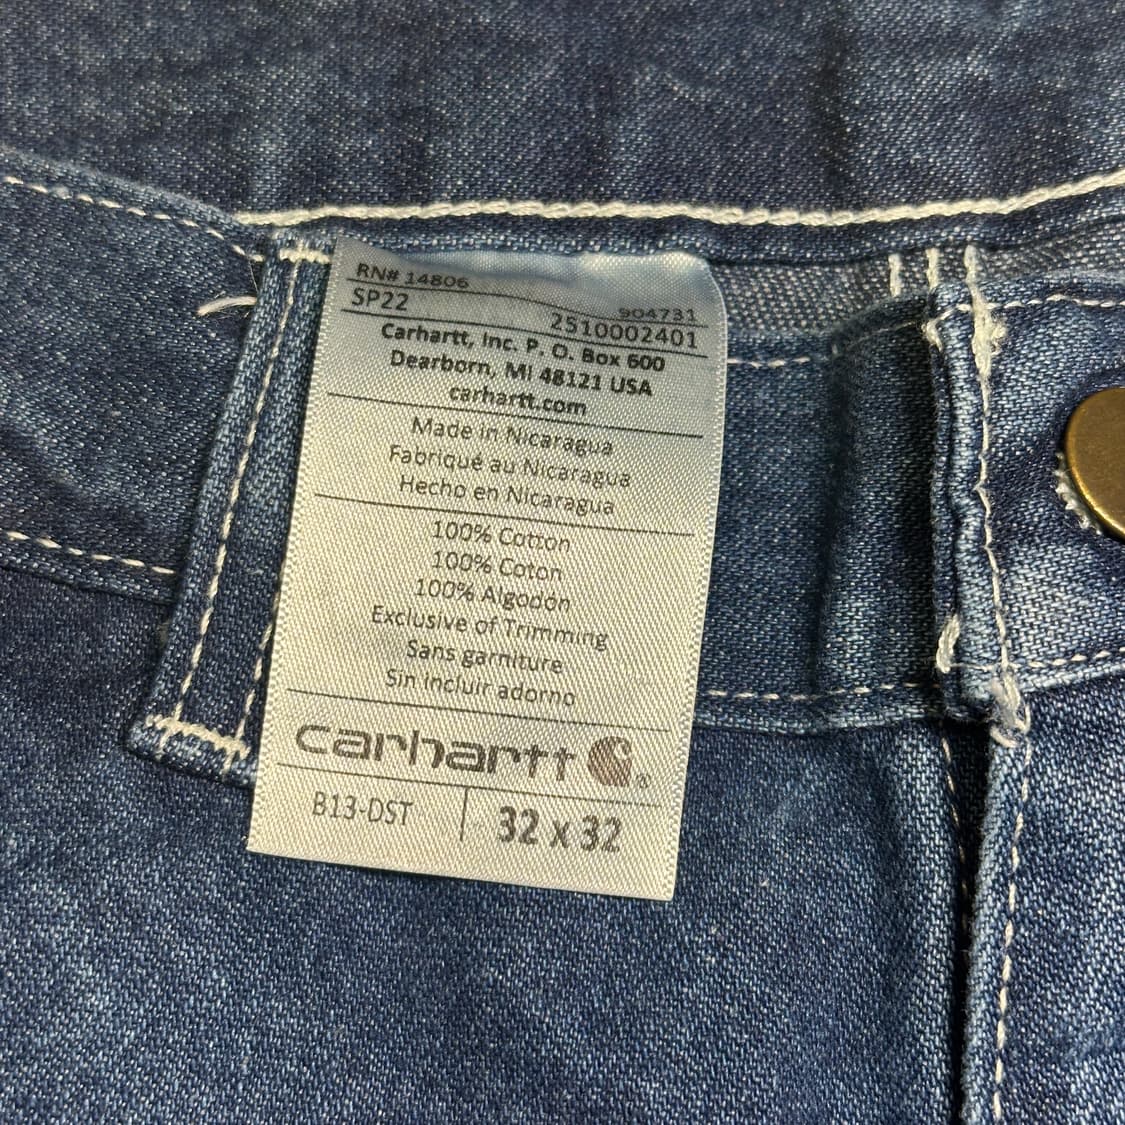 RN# 14806
904731
SP22
2510002401
Carhartt, Inc. P. O. Box 600
Dearborn, MI 48121 USA
carhartt.com
Made in Nicaragua
Fabriqué au Nicaragua
Hecho en Nicaragua
100% Cotton
100% Coton
100% Algodon
Exclusive of Trimming
Sans garniture
Sin incluir adorno
carhartt ®
B13-DST
32 x 32